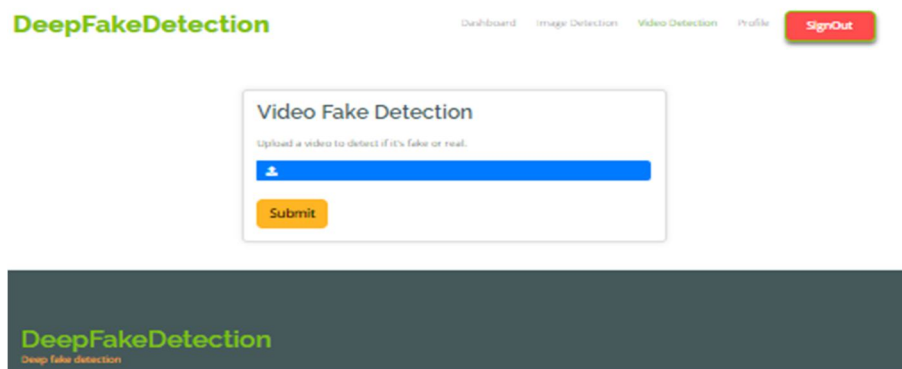 DeepFakeDetection
Dashboard Image Detection Video Detection Profile SignOut
Video Fake Detection
Upload a video to detect if it's fake or real.
Submit
DeepFakeDetection
Deep fake detection